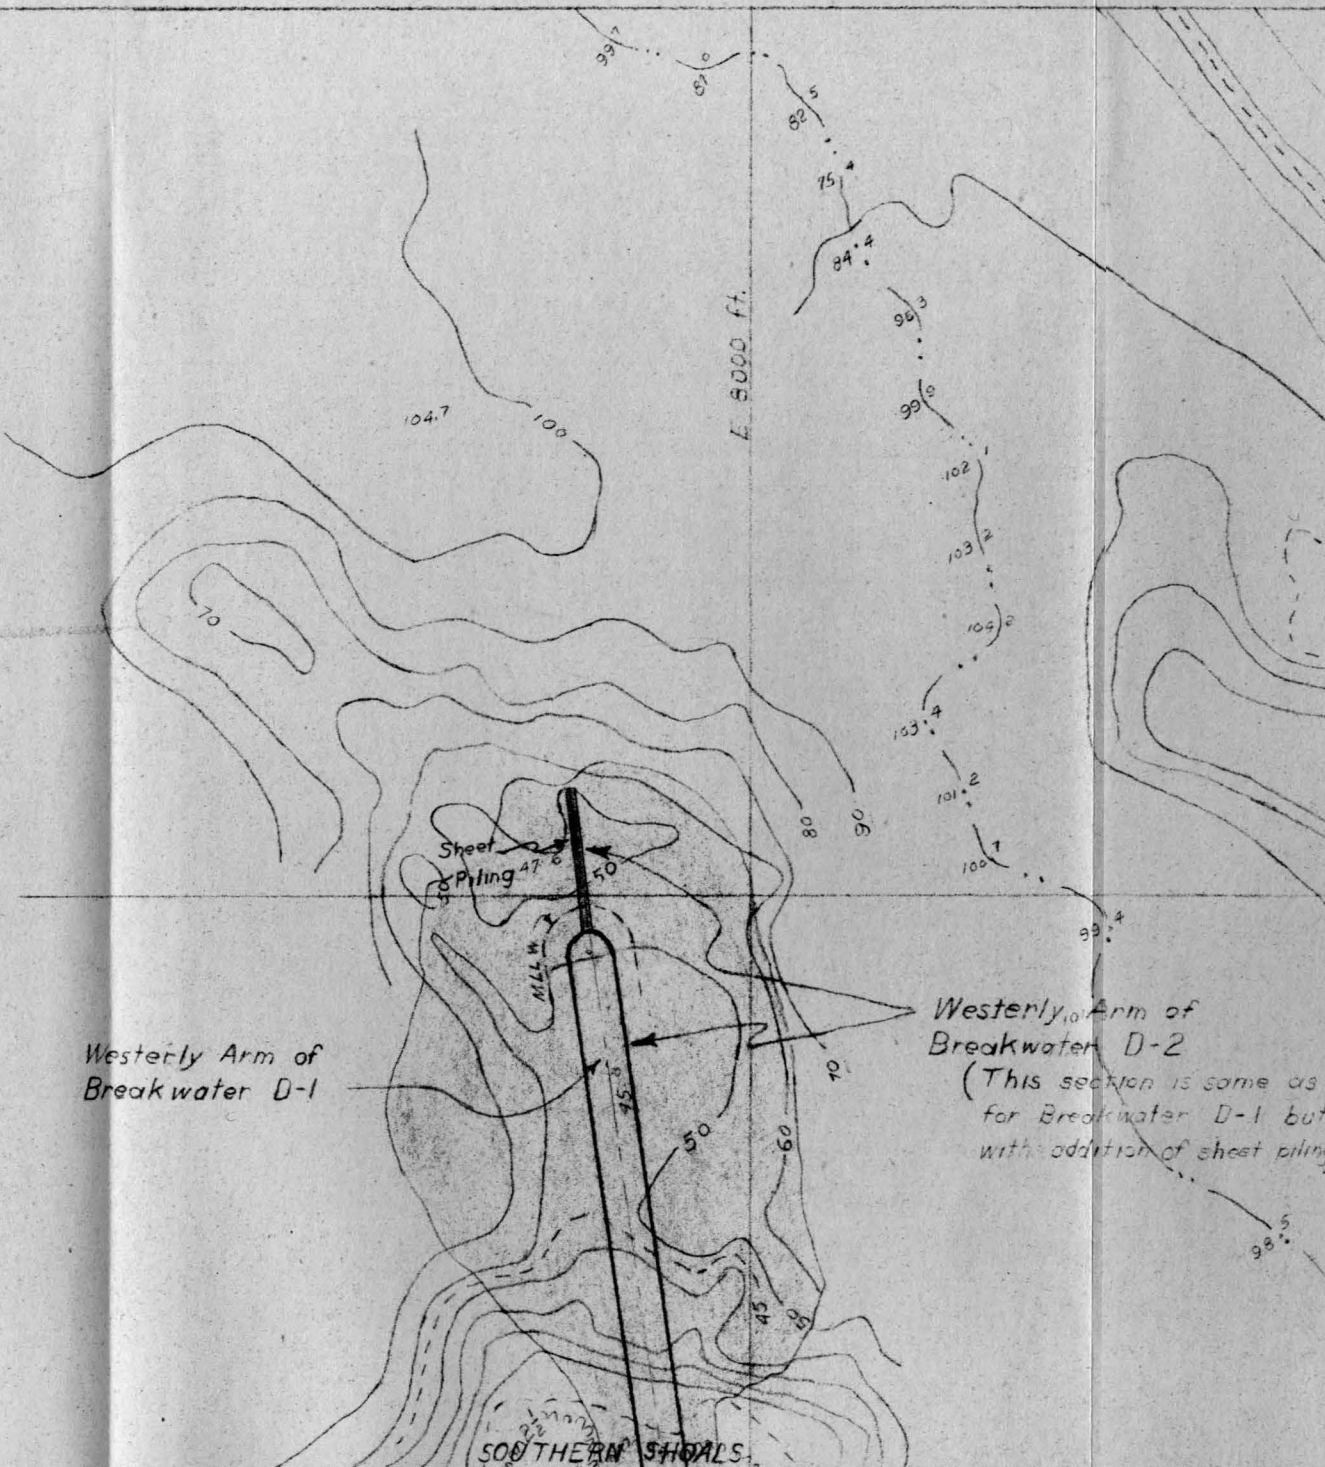 99.7
87.0
82.5
75.4
84.4
96.3
E 8000 ft.
99.9
104.7
100
102.1
103.2
70
104.2
103.4
101.2
80
90
Sheet
Piling
47.6
50
50
100.7
99.4
MLLW
Westerly Arm of
Breakwater D-2
(This section is same as
for Breakwater D-1 but
with addition of sheet piling
Westerly Arm of
Breakwater D-1
70
45.8
50
60
98.5
45
SOUTHERN SHOALS